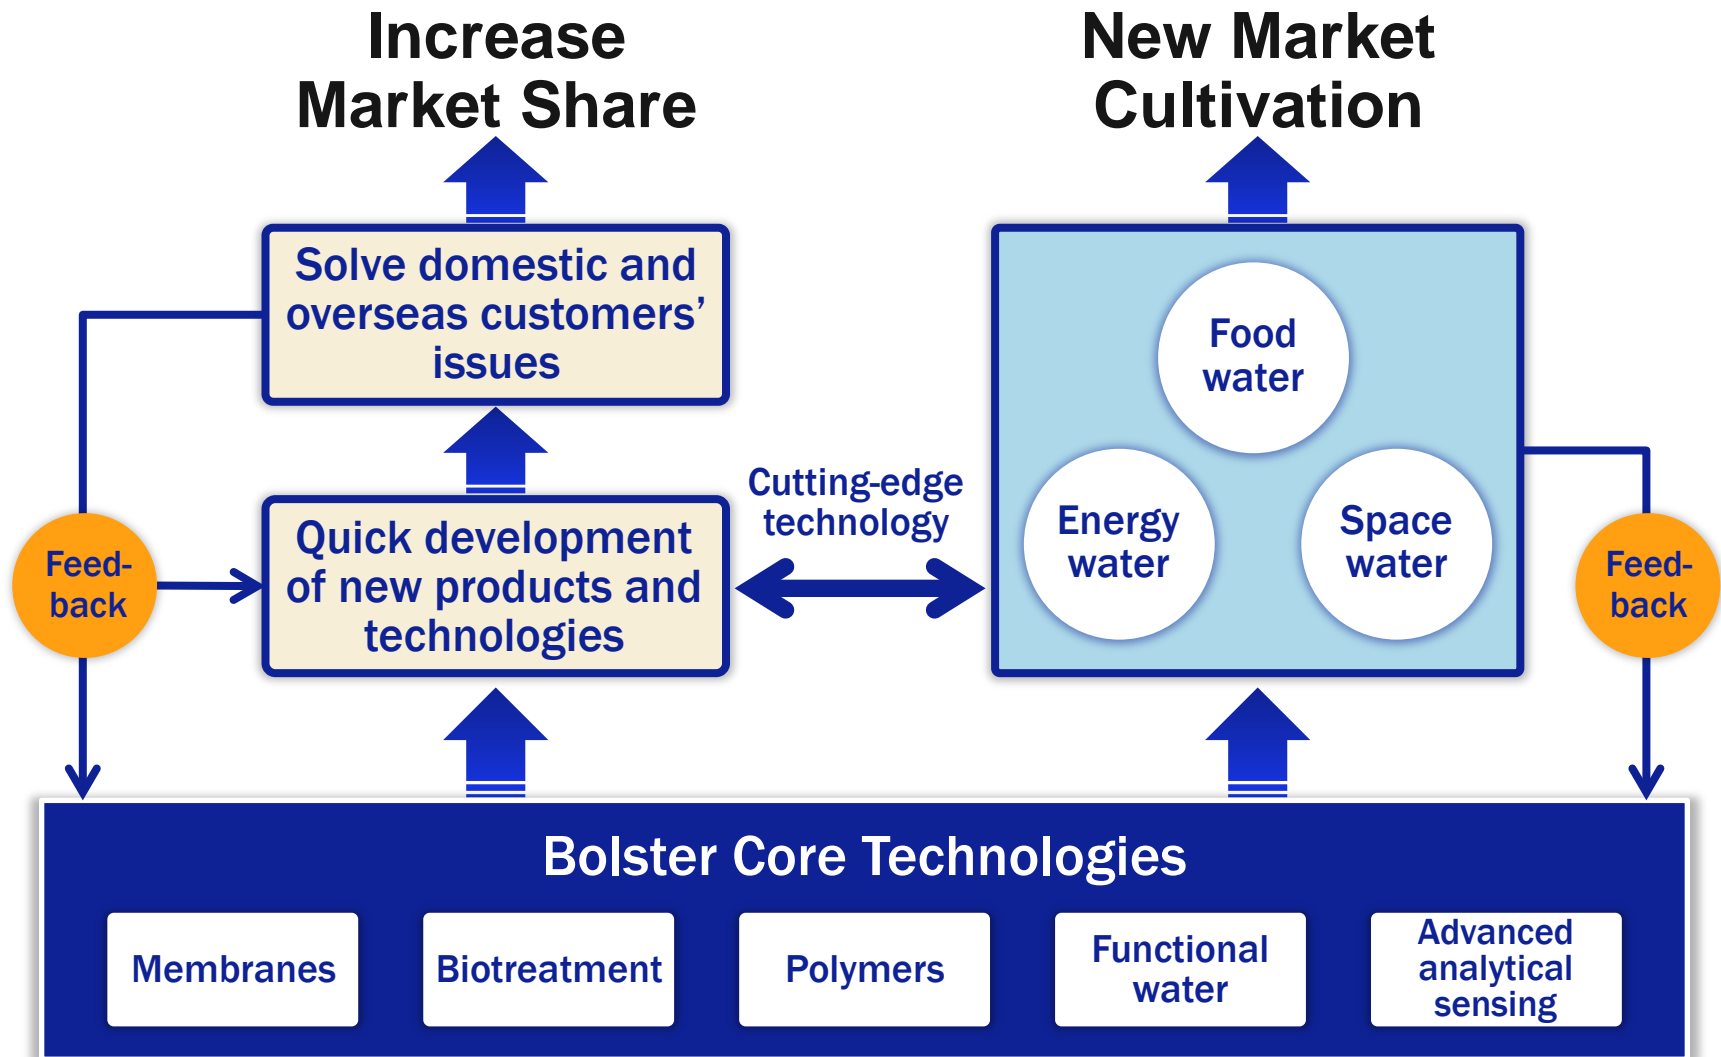 Increase
Market Share
New Market
Cultivation
Solve domestic and
overseas customers’
issues
Food
water
Cutting-edge
technology
Energy
water
Space
water
Quick development
of new products and
technologies
Feed-
back
Feed-
back
Bolster Core Technologies
Membranes
Biotreatment
Polymers
Functional
water
Advanced
analytical
sensing